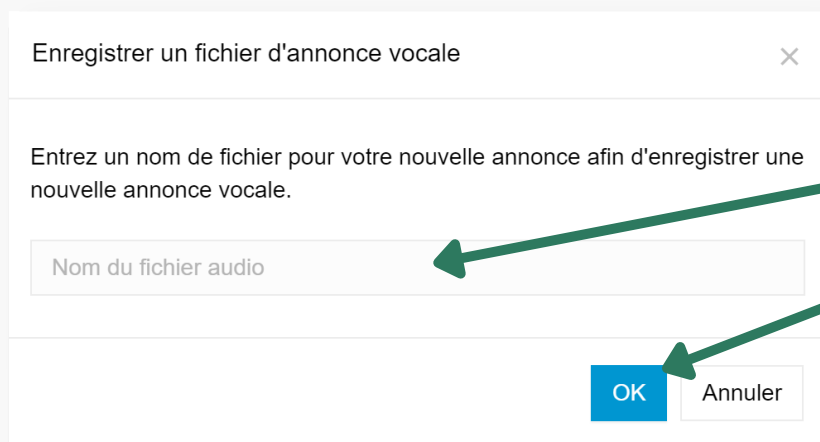 Enregistrer un fichier d'annonce vocale
Entrez un nom de fichier pour votre nouvelle annonce afin d'enregistrer une
nouvelle annonce vocale.
Nom du fichier audio
OK
Annuler